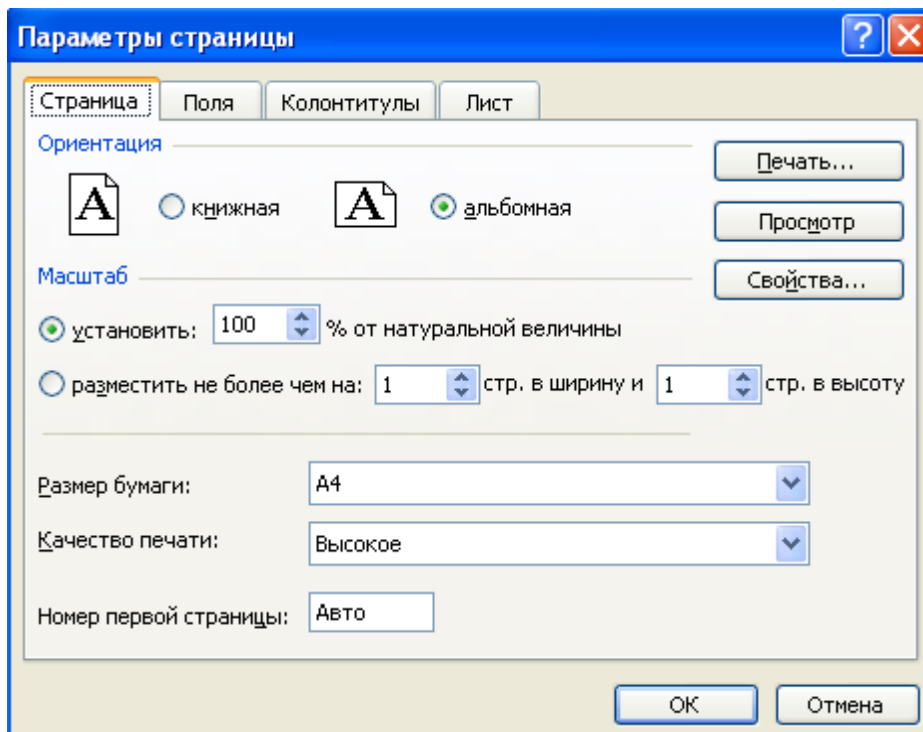 Параметры страницы ?
Страница Поля Колонтитулы Лист
Ориентация
Печать...
A книжная A альбомная
Просмотр
Масштаб
Свойства...
установить: 100 % от натуральной величины
разместить не более чем на: 1 стр. в ширину и 1 стр. в высоту
Размер бумаги: A4
Качество печати: Высокое
Номер первой страницы: Авто
ОК Отмена